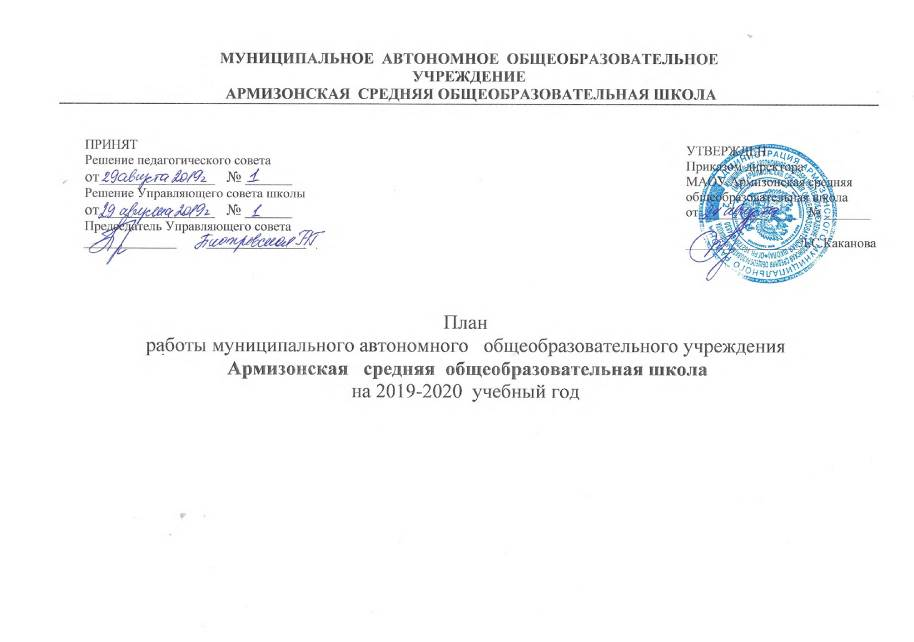 МУНИЦИПАЛЬНОЕ АВТОНОМНОЕ ОБЩЕОБРАЗОВАТЕЛЬНОЕ
УЧРЕЖДЕНИЕ
АРМИЗОНСКАЯ СРЕДНЯЯ ОБЩЕОБРАЗОВАТЕЛЬНАЯ ШКОЛА
ПРИНЯТ
Решение педагогического совета
от 29 августа 2019г № 1
Решение Управляющего совета школы
от 29 августа 2019г № 1
Председатель Управляющего совета
УТВЕРЖДЕН
Приказом директора
МАОУ Армизонская средняя
общеобразовательная школа
от августа №
Л.С.Каканова
План
работы муниципального автономного общеобразовательного учреждения
Армизонская средняя общеобразовательная школа
на 2019-2020 учебный год